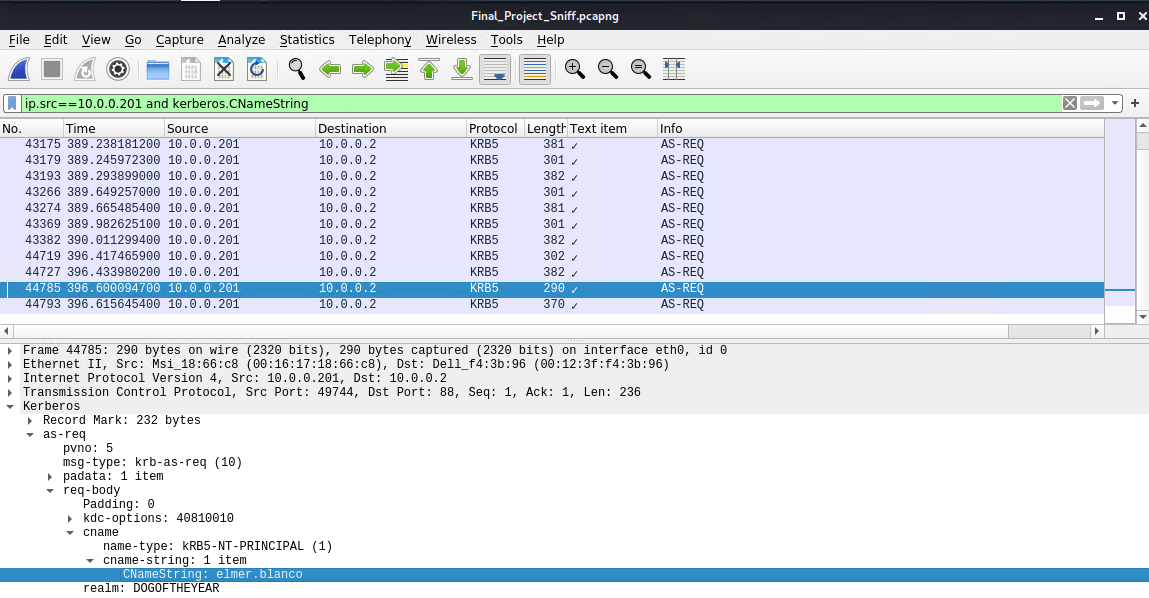 Final_Project_Sniff.pcapng
File Edit View Go Capture Analyze Statistics Telephony Wireless Tools Help
ip.src==10.0.0.201 and kerberos.CNameString
No. Time Source Destination Protocol Length Text item Info
43175 389.238181200 10.0.0.201 10.0.0.2 KRB5 381 ✓ AS-REQ
43179 389.245972300 10.0.0.201 10.0.0.2 KRB5 301 ✓ AS-REQ
43193 389.293899000 10.0.0.201 10.0.0.2 KRB5 382 ✓ AS-REQ
43266 389.649257000 10.0.0.201 10.0.0.2 KRB5 301 ✓ AS-REQ
43274 389.665485400 10.0.0.201 10.0.0.2 KRB5 381 ✓ AS-REQ
43369 389.982625100 10.0.0.201 10.0.0.2 KRB5 301 ✓ AS-REQ
43382 390.011299400 10.0.0.201 10.0.0.2 KRB5 382 ✓ AS-REQ
44719 396.417465900 10.0.0.201 10.0.0.2 KRB5 302 ✓ AS-REQ
44727 396.433980200 10.0.0.201 10.0.0.2 KRB5 382 ✓ AS-REQ
44785 396.600094700 10.0.0.201 10.0.0.2 KRB5 290 ✓ AS-REQ
44793 396.615645400 10.0.0.201 10.0.0.2 KRB5 370 ✓ AS-REQ
Frame 44785: 290 bytes on wire (2320 bits), 290 bytes captured (2320 bits) on interface eth0, id 0
Ethernet II, Src: Msi_18:66:c8 (00:16:17:18:66:c8), Dst: Dell_f4:3b:96 (00:12:3f:f4:3b:96)
Internet Protocol Version 4, Src: 10.0.0.201, Dst: 10.0.0.2
Transmission Control Protocol, Src Port: 49744, Dst Port: 88, Seq: 1, Ack: 1, Len: 236
Kerberos
Record Mark: 232 bytes
as-req
pvno: 5
msg-type: krb-as-req (10)
padata: 1 item
req-body
Padding: 0
kdc-options: 40810010
cname
name-type: kRB5-NT-PRINCIPAL (1)
cname-string: 1 item
CNameString: elmer.blanco
realm: DOGOFTHEYEAR